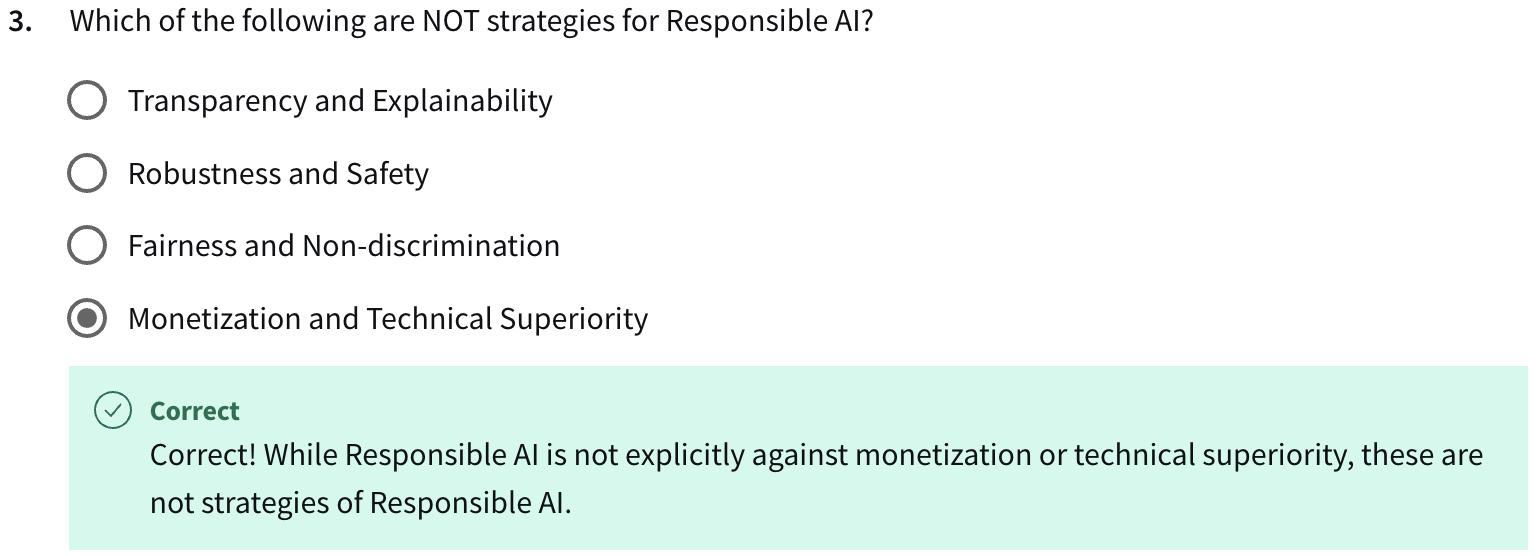 3. Which of the following are NOT strategies for Responsible AI?
Transparency and Explainability
Robustness and Safety
Fairness and Non-discrimination
Monetization and Technical Superiority
Correct
Correct! While Responsible AI is not explicitly against monetization or technical superiority, these are
not strategies of Responsible AI.